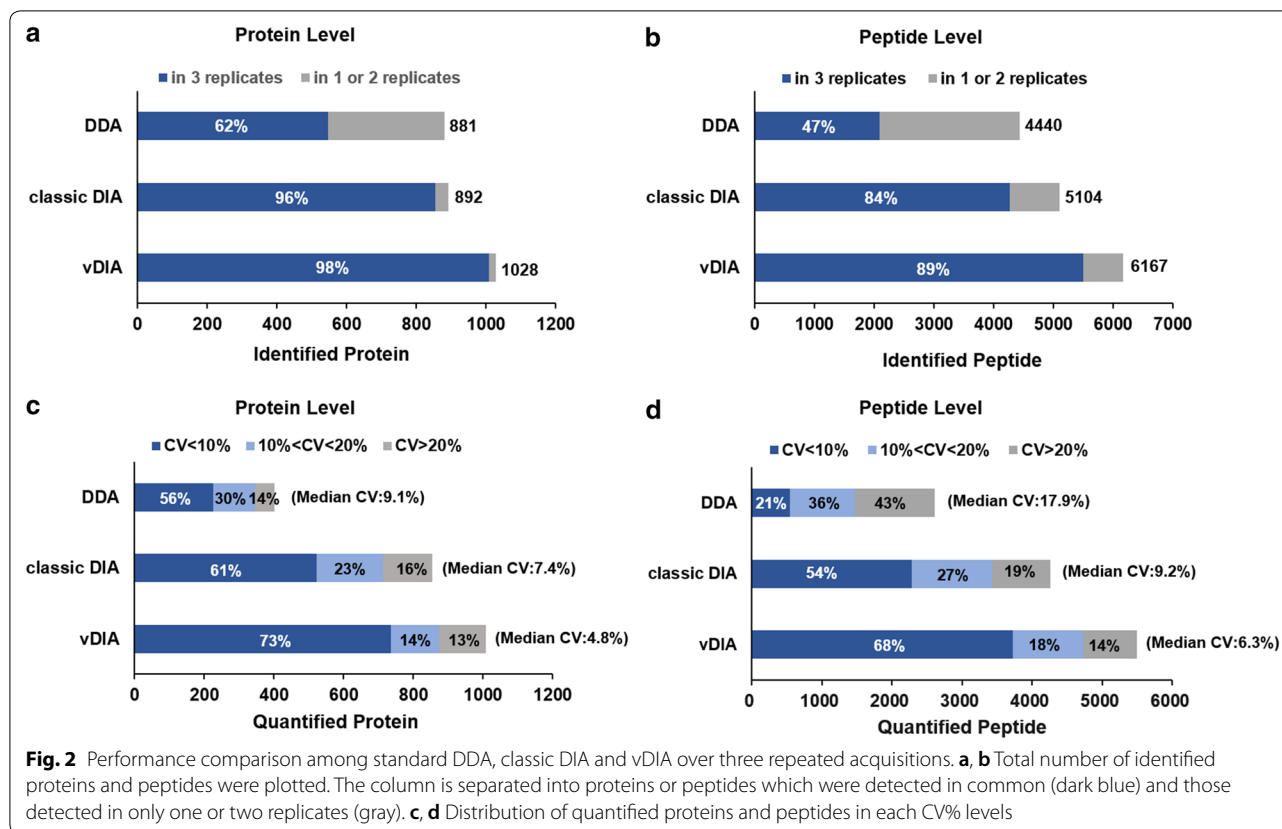 a
Protein Level
in 3 replicates in 1 or 2 replicates
DDA 62% 881
classic DIA 96% 892
vDIA 98% 1028
0 200 400 600 800 1000 1200
Identified Protein
b
Peptide Level
in 3 replicates in 1 or 2 replicates
DDA 47% 4440
classic DIA 84% 5104
vDIA 89% 6167
0 1000 2000 3000 4000 5000 6000 7000
Identified Peptide
c
Protein Level
CV<10% 10%<CV<20% CV>20%
DDA 56% 30% 14% (Median CV:9.1%)
classic DIA 61% 23% 16% (Median CV:7.4%)
vDIA 73% 14% 13% (Median CV:4.8%)
0 200 400 600 800 1000 1200
Quantified Protein
d
Peptide Level
CV<10% 10%<CV<20% CV>20%
DDA 21% 36% 43% (Median CV:17.9%)
classic DIA 54% 27% 19% (Median CV:9.2%)
vDIA 68% 18% 14% (Median CV:6.3%)
0 1000 2000 3000 4000 5000 6000
Quantified Peptide
Fig. 2 Performance comparison among standard DDA, classic DIA and vDIA over three repeated acquisitions. a, b Total number of identified
proteins and peptides were plotted. The column is separated into proteins or peptides which were detected in common (dark blue) and those
detected in only one or two replicates (gray). c, d Distribution of quantified proteins and peptides in each CV% levels